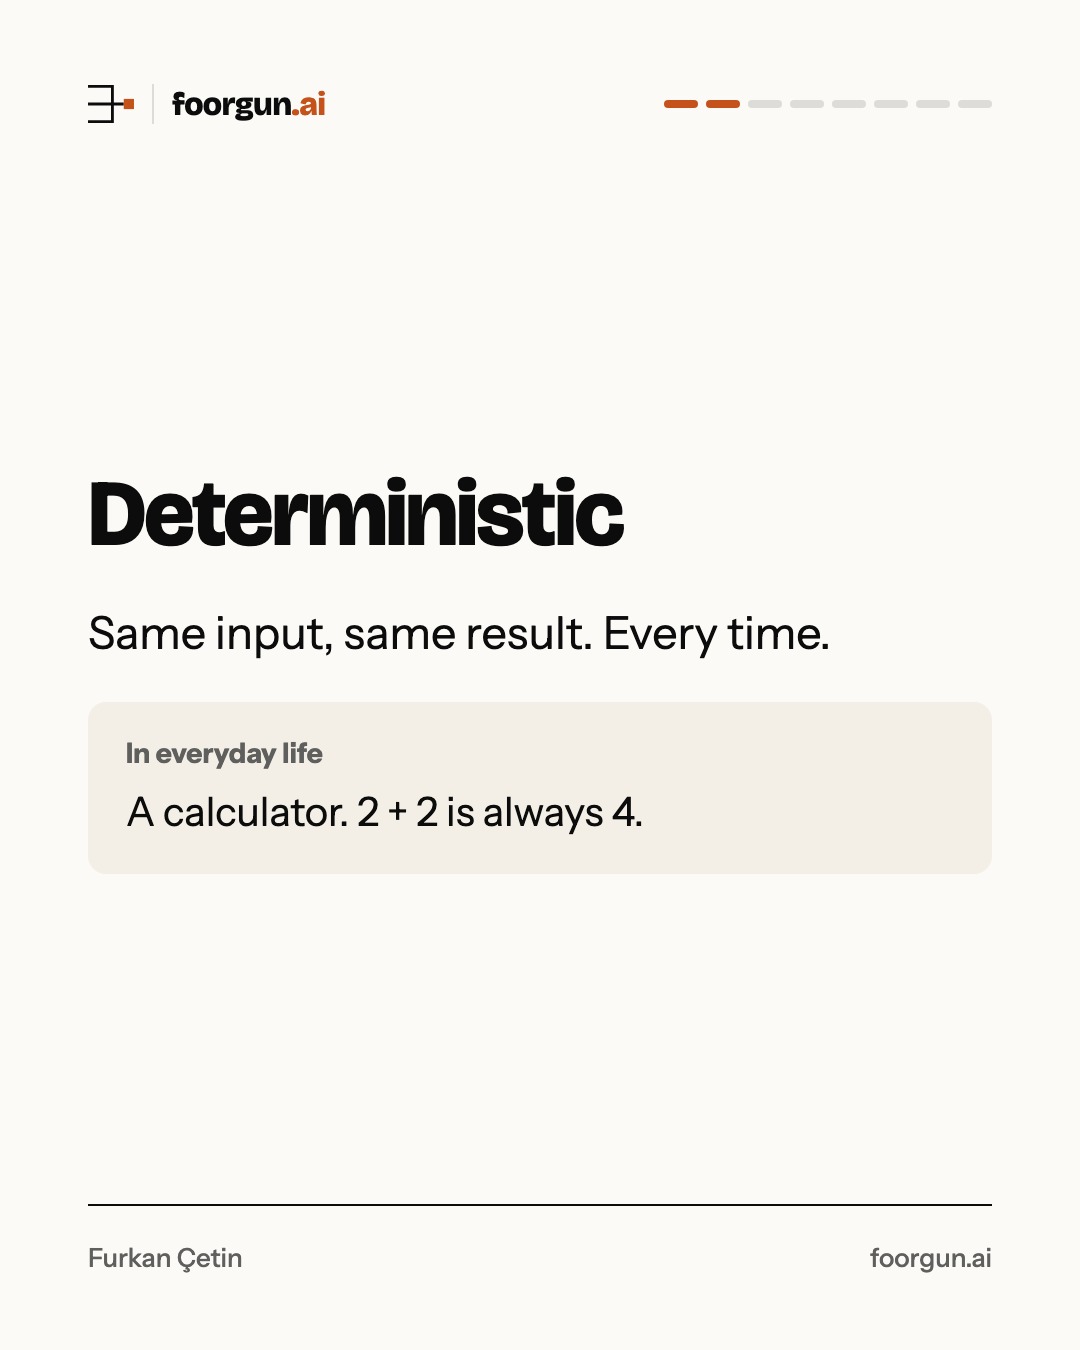 foorgun.ai
Deterministic
Same input, same result. Every time.
In everyday life
A calculator. 2 + 2 is always 4.
Furkan Çetin
foorgun.ai